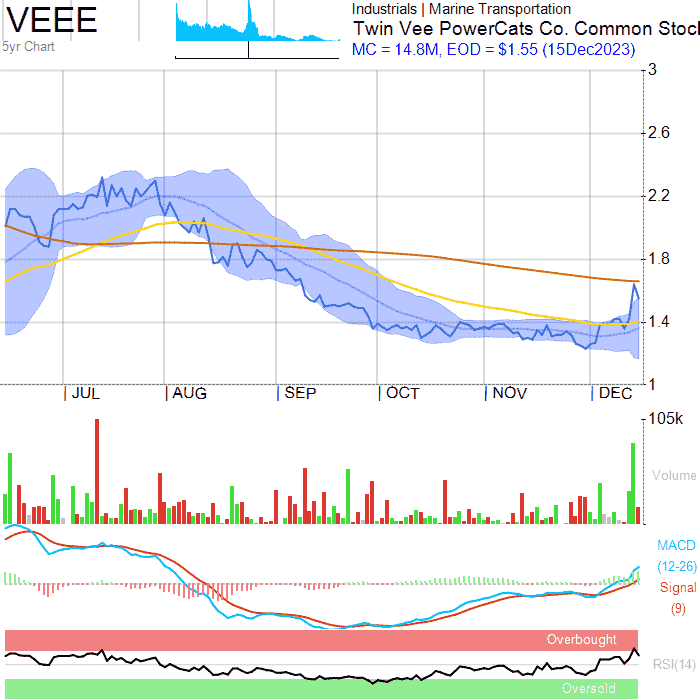 VEEE
5yr Chart
Industrials | Marine Transportation
Twin Vee PowerCats Co. Common Stocl
MC = 14.8M, EOD = $1.55 (15Dec2023)
3
2.6
2.2
1.8
1.4
1
JUL AUG SEP OCT NOV DEC
105k
Volume
MACD
(12-26)
Signal
(9)
Overbought
RSI(14)
Oversold